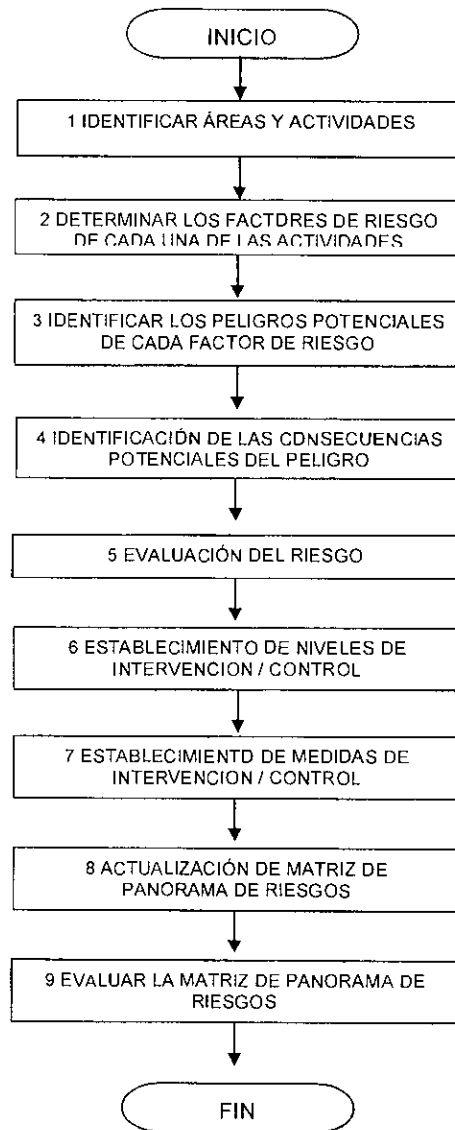 INICIO
1 IDENTIFICAR ÁREAS Y ACTIVIDADES
2 DETERMINAR LOS FACTDRES DE RIESGO
DE CADA UNA DE LAS ACTIVIDADES
3 IDENTIFICAR LOS PELIGROS POTENCIALES
DE CADA FACTOR DE RIESGO
4 IDENTIFICACIÓN DE LAS CDNSECUENCIAS
POTENCIALES DEL PELIGRO
5 EVALUACIÓN DEL RIESGO
6 ESTABLECIMIENTO DE NIVELES DE
INTERVENCION / CONTROL
7 ESTABLECIMIENTD DE MEDIDAS DE
INTERVENCION / CONTROL
8 ACTUALIZACIÓN DE MATRIZ DE
PANORAMA DE RIESGOS
9 EVALUAR LA MATRIZ DE PANORAMA DE
RIESGOS
FIN